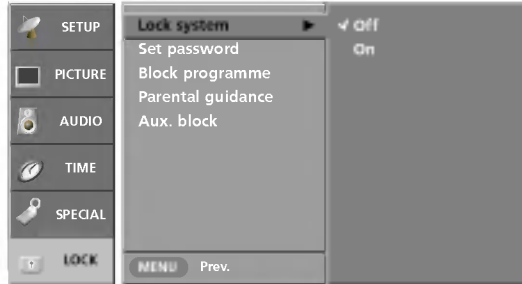 SETUP
PICTURE
AUDIO
TIME
SPECIAL
LOCK
Lock system
Set password
Block programme
Parental guidance
Aux. block
MENU Prev.
Off
On